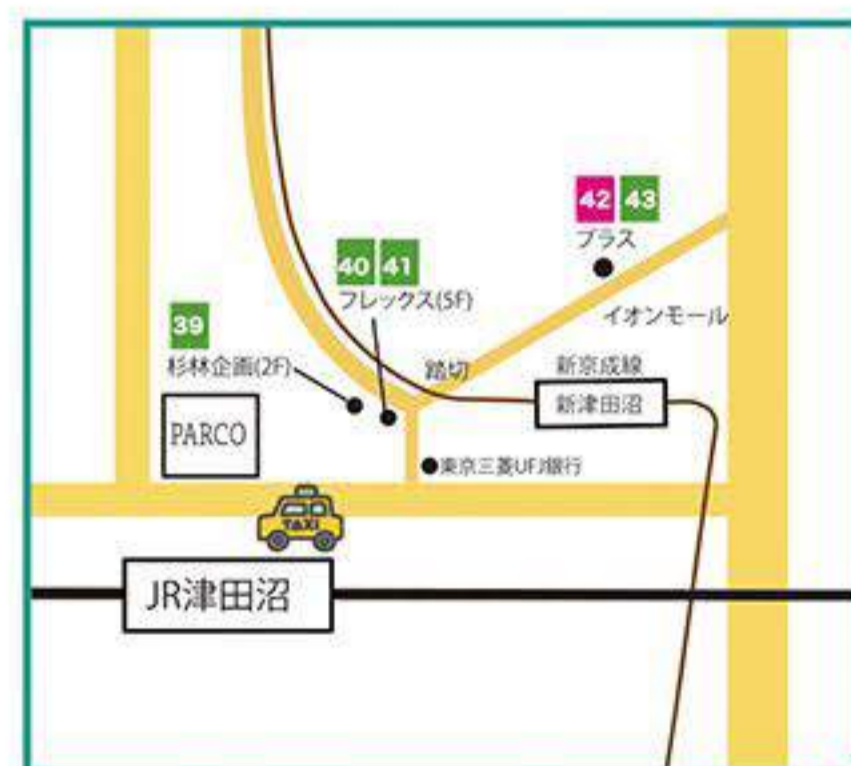 42 43
プラス
40 41
フレックス(5F)
イオンモール
39
杉林企画(2F)
踏切
新京成線
新津田沼
PARCO
東京三菱UFJ銀行
TAXI
JR津田沼